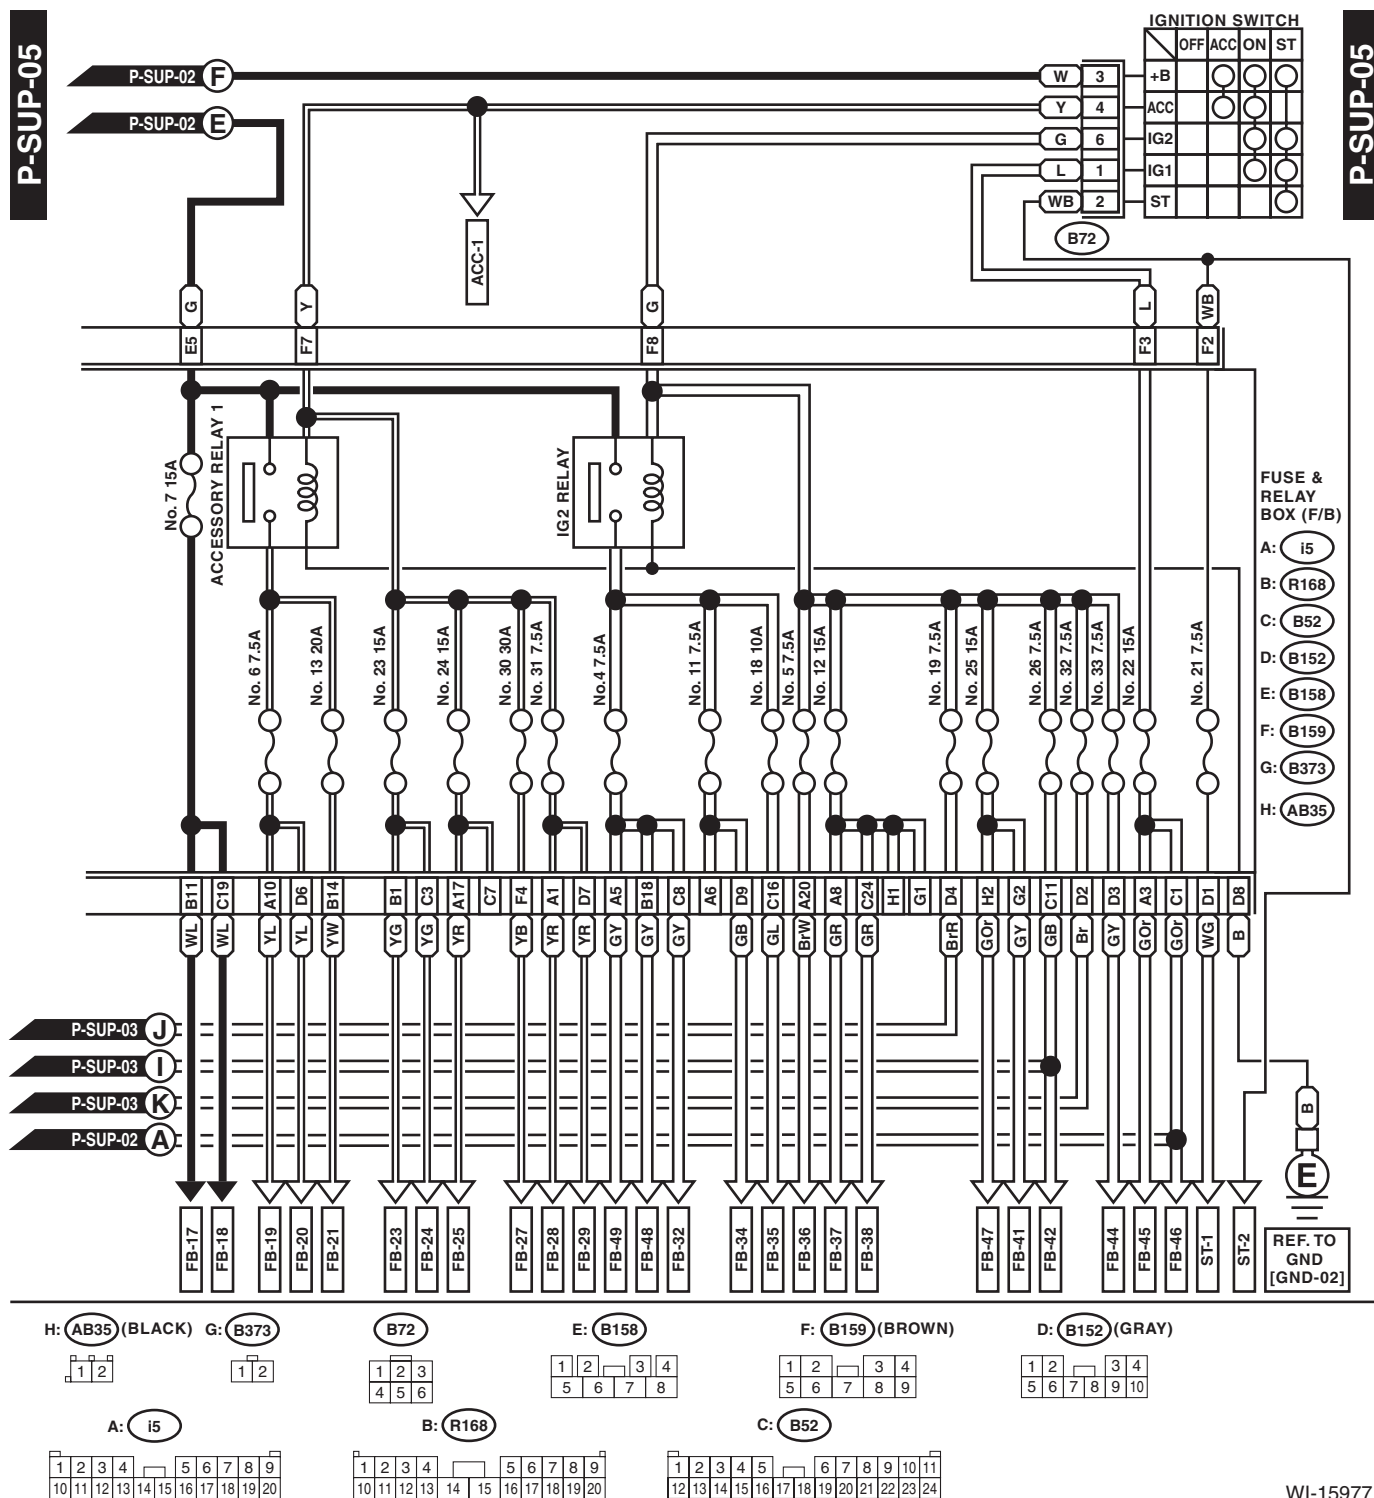 P-SUP-05
P-SUP-05
IGNITION SWITCH
OFF ACC ON ST
P-SUP-02 F
W 3 +B
P-SUP-02 E
Y 4 ACC
G 6 IG2
L 1 IG1
WB 2 ST
B72
ACC-1
G Y G L WB
E5 F7 F8 F3 F2
ACCESSORY RELAY 1
IG2 RELAY
No. 7 15A
FUSE &
RELAY
BOX (F/B)
A: i5
B: R168
C: B52
D: B152
E: B158
F: B159
G: B373
H: AB35
No. 6 7.5A
No. 13 20A
No. 23 15A
No. 24 15A
No. 30 30A
No. 31 7.5A
No.4 7.5A
No. 11 7.5A
No. 18 10A
No. 5 7.5A
No. 12 15A
No. 19 7.5A
No. 25 15A
No. 26 7.5A
No. 32 7.5A
No. 33 7.5A
No. 22 15A
No. 21 7.5A
B11 C19 A10 D6 B14 B1 C3 A17 C7 F4 A1 D7 A5 B18 C8 A6 D9 C16 A20 A8 C24 H1 G1 D4 H2 G2 C11 D2 D3 A3 C1 D1 D8
WL WL YL YL YW YG YG YR YB YR YR GY GY GY GB GL BrW GR GR BrR GOr GY GB Br GY GOr GOr WG B
P-SUP-03 J
P-SUP-03 I
P-SUP-03 K
P-SUP-02 A
B
E
FB-17 FB-18 FB-19 FB-20 FB-21 FB-23 FB-24 FB-25 FB-27 FB-28 FB-29 FB-49 FB-48 FB-32 FB-34 FB-35 FB-36 FB-37 FB-38 FB-47 FB-41 FB-42 FB-44 FB-45 FB-46 ST-1 ST-2
REF. TO
GND
[GND-02]
H: AB35 (BLACK) G: B373 B72 E: B158 F: B159 (BROWN) D: B152 (GRAY)
1 2
1 2
1 2 3
4 5 6
1 2 3 4
5 6 7 8
1 2 3 4
5 6 7 8 9
1 2 3 4
5 6 7 8 9 10
A: i5 B: R168 C: B52
1 2 3 4 5 6 7 8 9
10 11 12 13 14 15 16 17 18 19 20
1 2 3 4 5 6 7 8 9
10 11 12 13 14 15 16 17 18 19 20
1 2 3 4 5 6 7 8 9 10 11
12 13 14 15 16 17 18 19 20 21 22 23 24
WI-15977